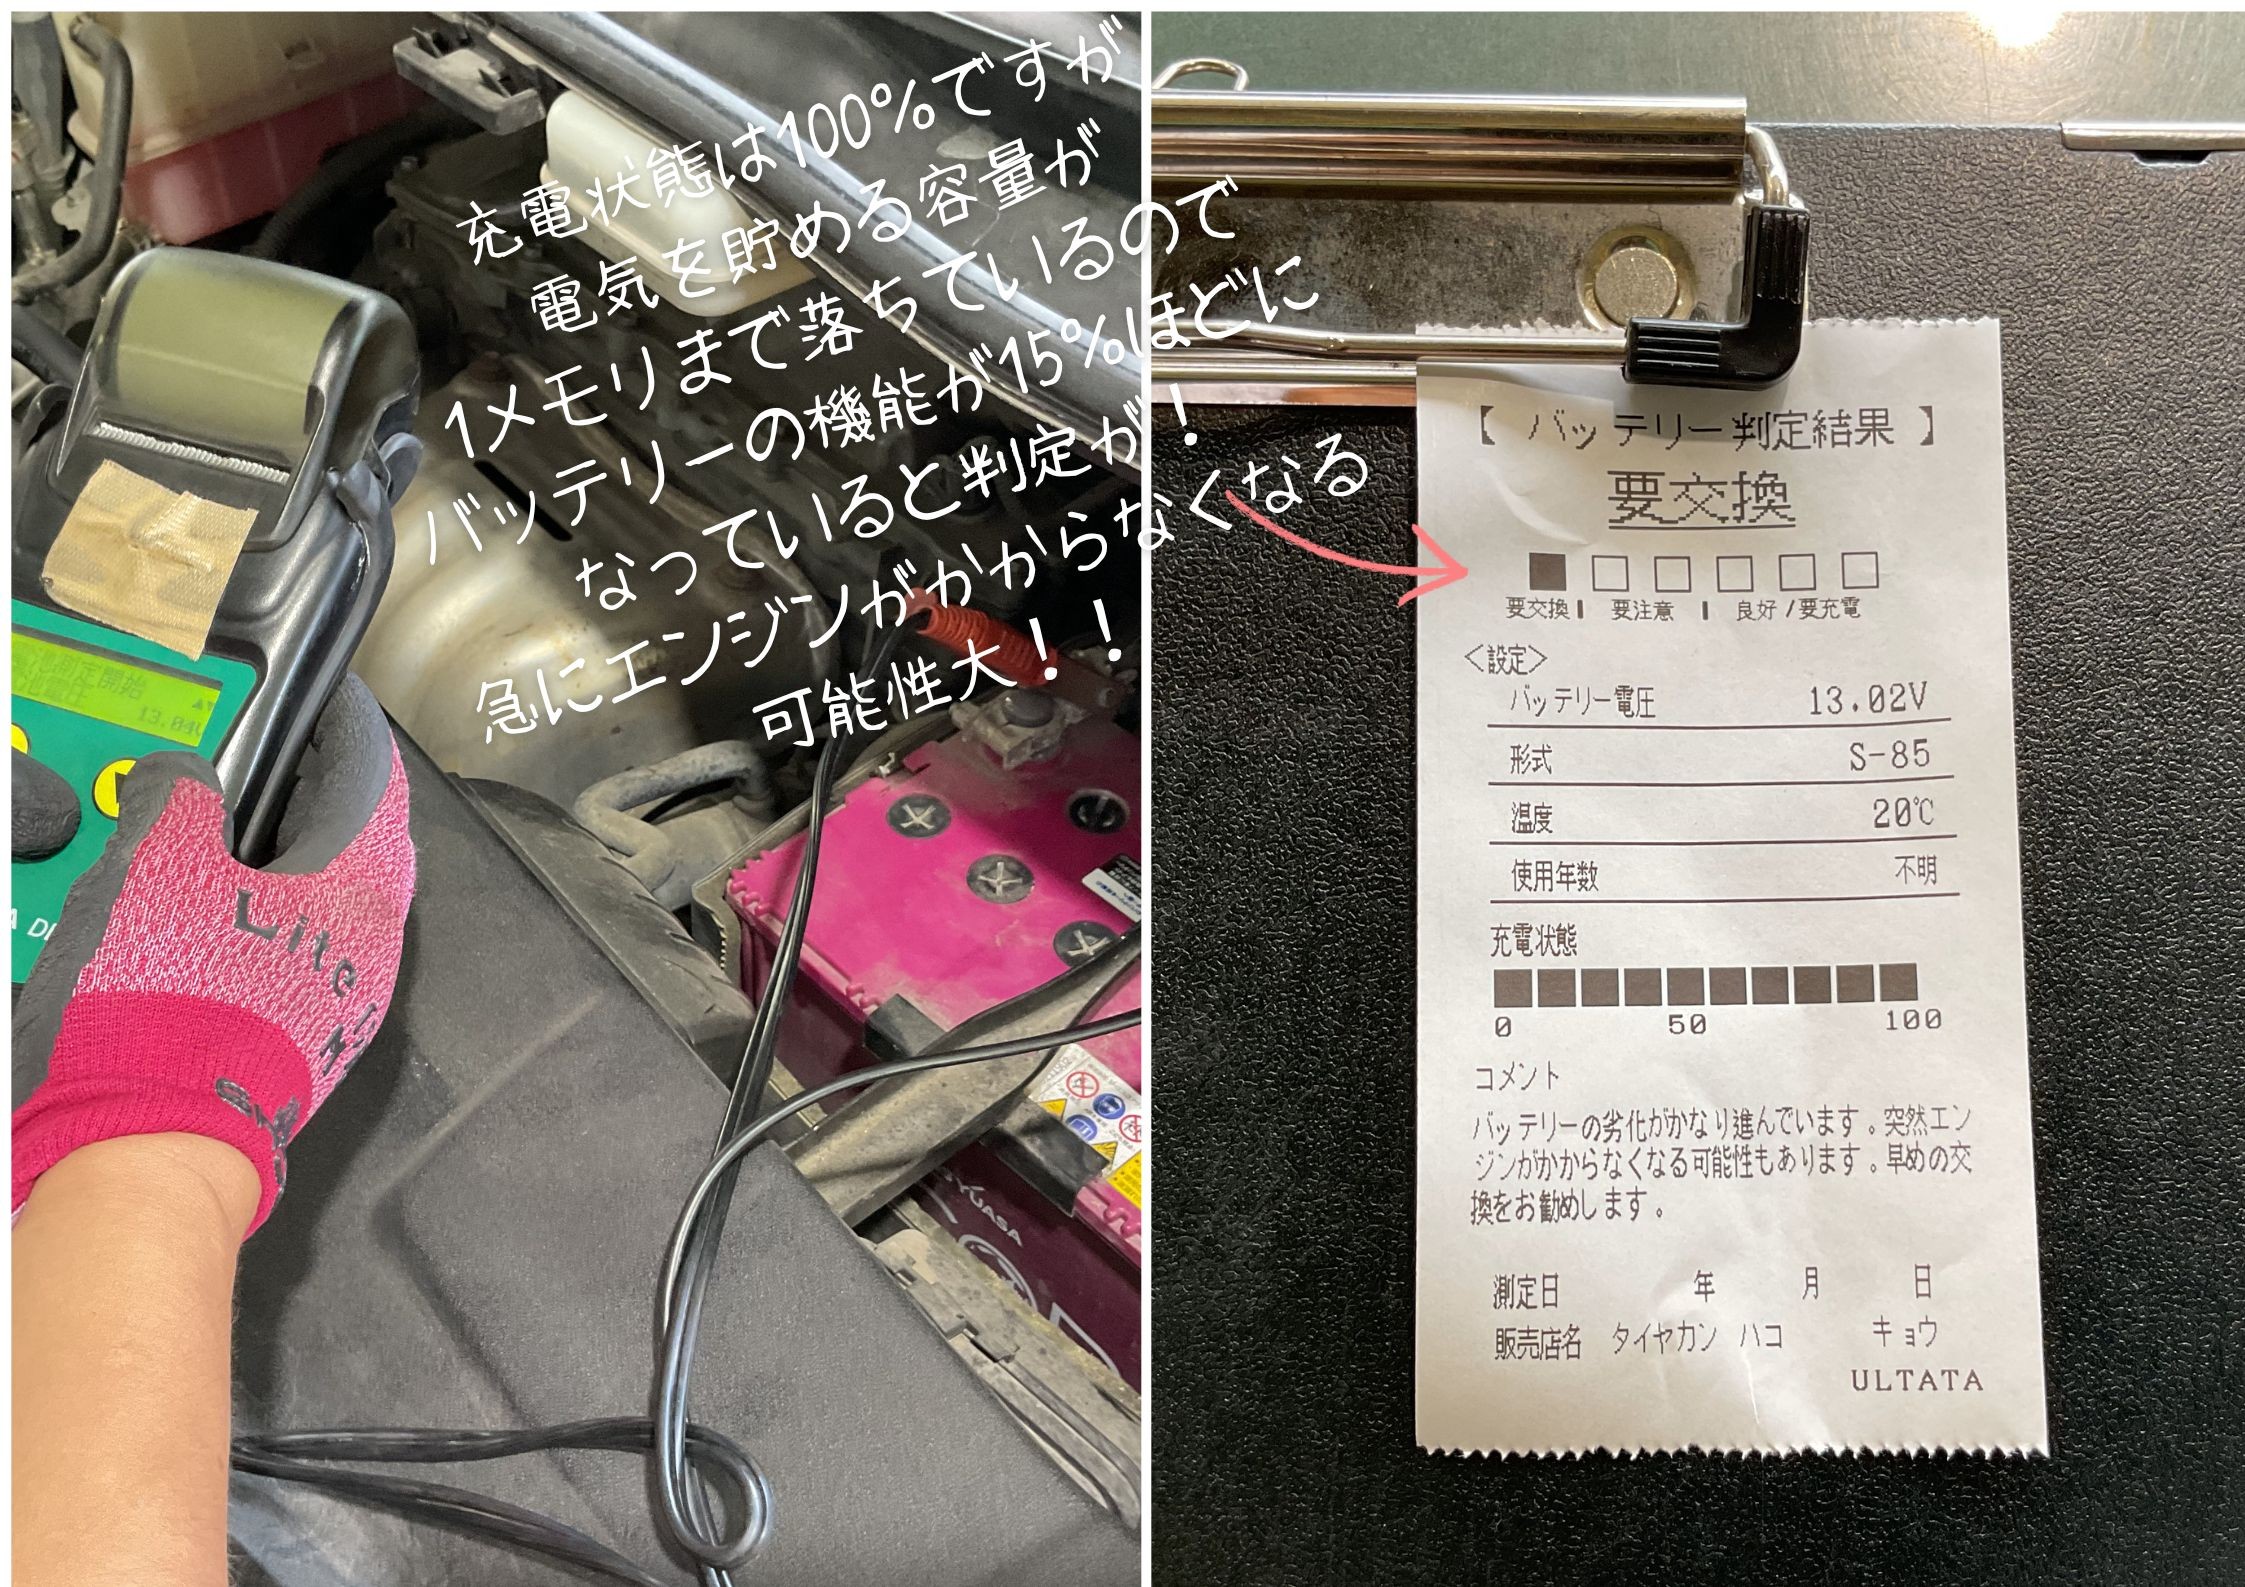 充電状態は100%ですが
電気を貯める容量が
1メモリまで落ちているので
バッテリーの機能が15%ほどに
なっていると判定が!
急にエンジンがかからなくなる
可能性大!!
測定開始
電圧
13.04V
Lite
GYUASA
【 バッテリー判定結果 】
要交換
要交換 | 要注意 | 良好/要充電
<設定>
バッテリー電圧 13.02V
形式 S-85
温度 20℃
使用年数 不明
充電状態
0 50 100
コメント
バッテリーの劣化がかなり進んでいます。突然エン
ジンがかからなくなる可能性もあります。早めの交
換をお勧めします。
測定日 年 月 日
販売店名 タイヤカン ハコ キョウ
ULTATA